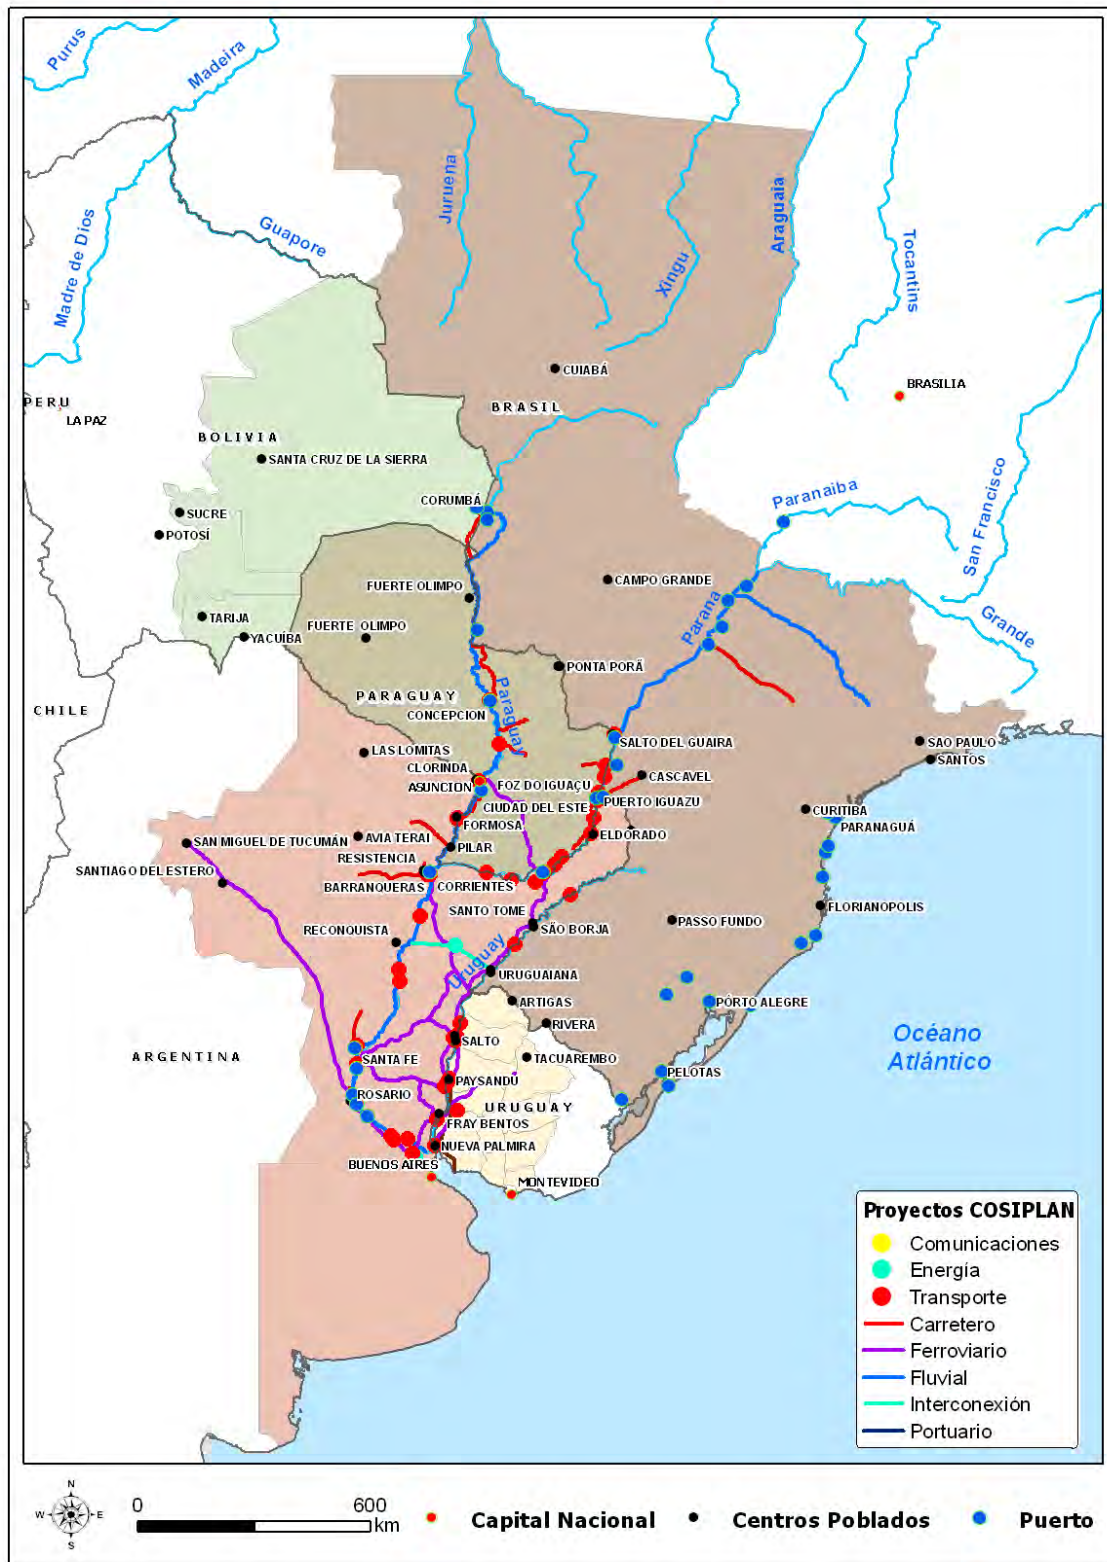 Purus
Madeira
Madre de Dios
Guapore
Juruena
Xingu
Araguaia
Tocantins
CUIABÁ
BRASILIA
PERU
LA PAZ
BRASIL
BOLIVIA
SANTA CRUZ DE LA SIERRA
CORUMBÁ
Paranaiba
San Francisco
SUCRE
POTOSÍ
FUERTE OLIMPO
CAMPO GRANDE
TARIJA
FUERTE OLIMPO
Parana
Grande
YACUÍBA
PONTA PORÃ
PARAGUAY
Paraguay
CHILE
CONCEPCION
LAS LOMITAS
SALTO DEL GUAIRA
SAO PAULO
SANTOS
CLORINDA
ASUNCION
FOZ DO IGUAÇU
CASCAVEL
CIUDAD DEL ESTE
PUERTO IGUAZU
CURITIBA
PARANAGUÁ
FORMOSA
ELDORADO
SAN MIGUEL DE TUCUMÁN
AVIA TERAI
PILAR
RESISTENCIA
SANTIAGO DEL ESTERO
BARRANQUERAS
CORRIENTES
SANTO TOME
FLORIANOPOLIS
PASSO FUNDO
RECONQUISTA
SÃO BORJA
Uruguay
URUGUAIANA
ARTIGAS
PÔRTO ALEGRE
RIVERA
Océano
Atlántico
ARGENTINA
SANTA FE
SALTO
TACUAREMBO
PAYSANDÚ
PELOTAS
ROSARIO
URUGUAY
FRAY BENTOS
NUEVA PALMIRA
BUENOS AIRES
MONTEVIDEO
Proyectos COSIPLAN
Comunicaciones
Energía
Transporte
Carretero
Ferroviario
Fluvial
Interconexión
Portuario
N
W E
S
0 600
km
Capital Nacional
Centros Poblados
Puerto